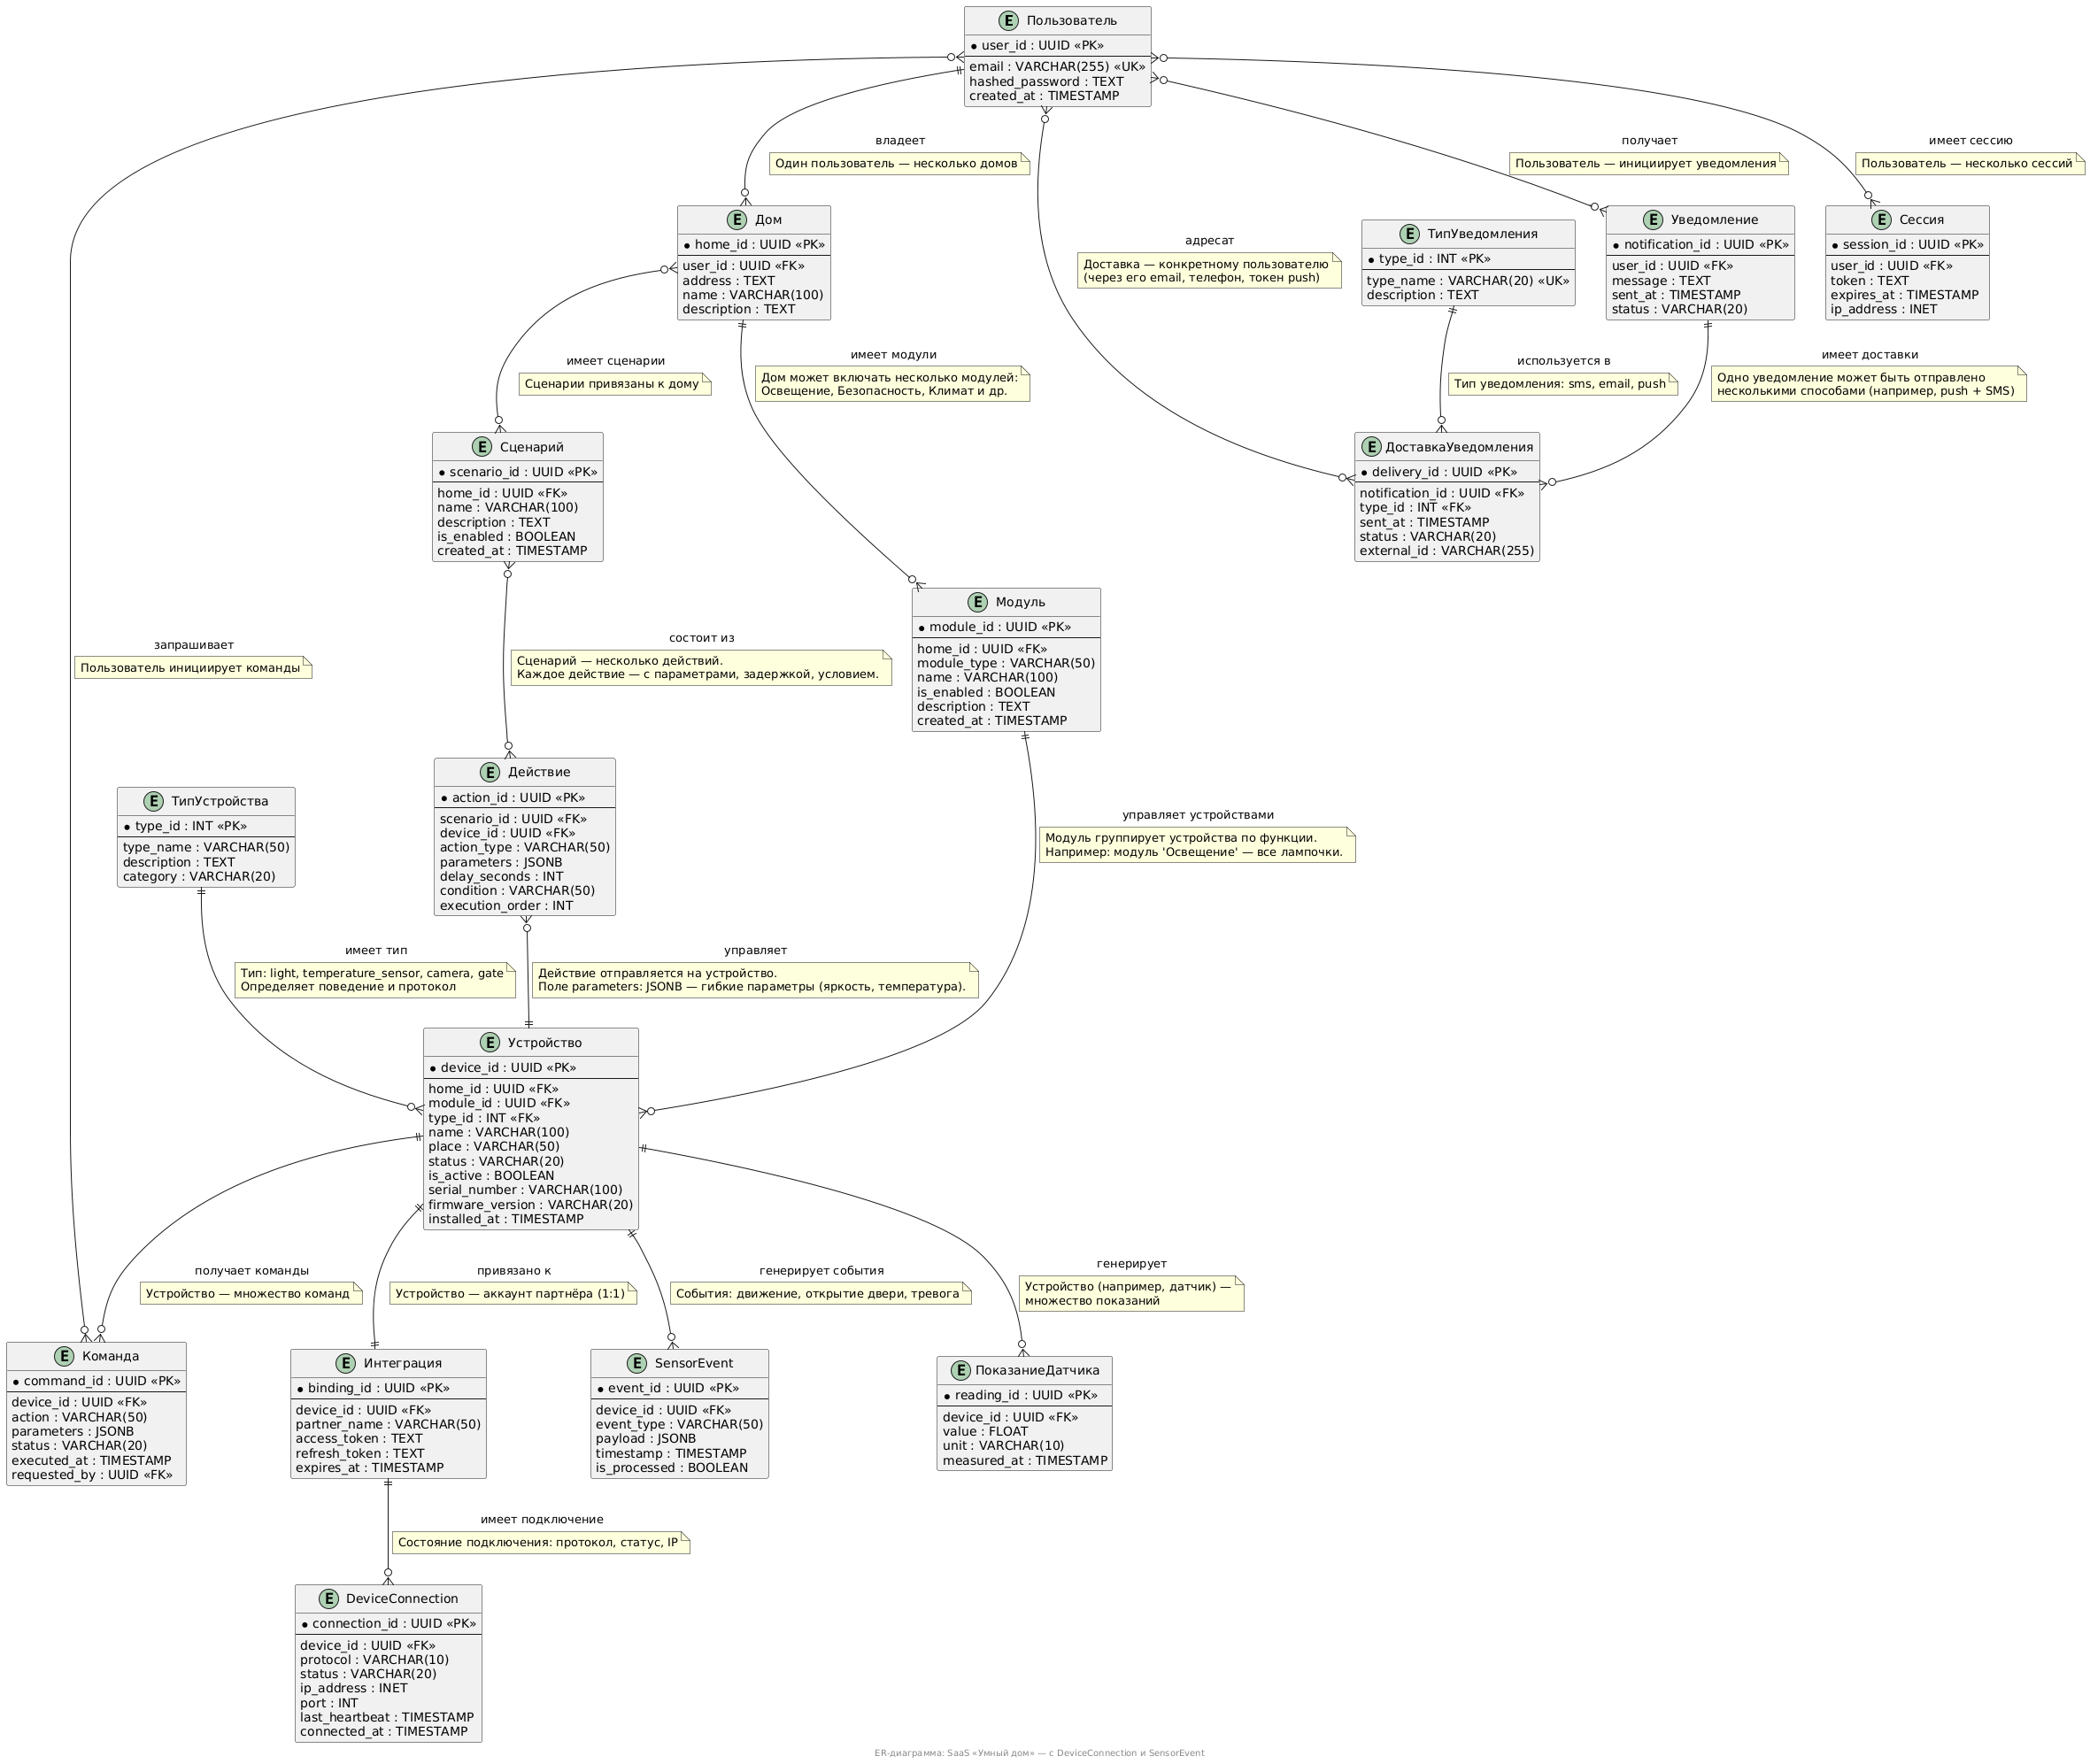 E Пользователь
user_id : UUID «PK»
email : VARCHAR(255) «UK»
hashed_password : TEXT
created_at : TIMESTAMP
владеет
Один пользователь — несколько домов
получает
Пользователь — инициирует уведомления
имеет сессию
Пользователь — несколько сессий
E Дом
home_id : UUID «PK»
user_id : UUID «FK»
address : TEXT
name : VARCHAR(100)
description : TEXT
адресат
Доставка — конкретному пользователю
(через его email, телефон, токен push)
E ТипУведомления
type_id : INT «PK»
type_name : VARCHAR(20) «UK»
description : TEXT
E Уведомление
notification_id : UUID «PK»
user_id : UUID «FK»
message : TEXT
sent_at : TIMESTAMP
status : VARCHAR(20)
E Сессия
session_id : UUID «PK»
user_id : UUID «FK»
token : TEXT
expires_at : TIMESTAMP
ip_address : INET
имеет сценарии
Сценарии привязаны к дому
имеет модули
Дом может включать несколько модулей:
Освещение, Безопасность, Климат и др.
используется в
Тип уведомления: sms, email, push
имеет доставки
Одно уведомление может быть отправлено
несколькими способами (например, push + SMS)
E Сценарий
scenario_id : UUID «PK»
home_id : UUID «FK»
name : VARCHAR(100)
description : TEXT
is_enabled : BOOLEAN
created_at : TIMESTAMP
E ДоставкаУведомления
delivery_id : UUID «PK»
notification_id : UUID «FK»
type_id : INT «FK»
sent_at : TIMESTAMP
status : VARCHAR(20)
external_id : VARCHAR(255)
E Модуль
module_id : UUID «PK»
home_id : UUID «FK»
module_type : VARCHAR(50)
name : VARCHAR(100)
is_enabled : BOOLEAN
description : TEXT
created_at : TIMESTAMP
запрашивает
Пользователь инициирует команды
состоит из
Сценарий — несколько действий.
Каждое действие — с параметрами, задержкой, условием.
E ТипУстройства
type_id : INT «PK»
type_name : VARCHAR(50)
description : TEXT
category : VARCHAR(20)
E Действие
action_id : UUID «PK»
scenario_id : UUID «FK»
device_id : UUID «FK»
action_type : VARCHAR(50)
parameters : JSONB
delay_seconds : INT
condition : VARCHAR(50)
execution_order : INT
управляет устройствами
Модуль группирует устройства по функции.
Например: модуль 'Освещение' — все лампочки.
имеет тип
Тип: light, temperature_sensor, camera, gate
Определяет поведение и протокол
управляет
Действие отправляется на устройство.
Поле parameters: JSONB — гибкие параметры (яркость, температура).
E Устройство
device_id : UUID «PK»
home_id : UUID «FK»
module_id : UUID «FK»
type_id : INT «FK»
name : VARCHAR(100)
place : VARCHAR(50)
status : VARCHAR(20)
is_active : BOOLEAN
serial_number : VARCHAR(100)
firmware_version : VARCHAR(20)
installed_at : TIMESTAMP
получает команды
Устройство — множество команд
привязано к
Устройство — аккаунт партнёра (1:1)
генерирует события
События: движение, открытие двери, тревога
генерирует
Устройство (например, датчик) —
множество показаний
E Команда
command_id : UUID «PK»
device_id : UUID «FK»
action : VARCHAR(50)
parameters : JSONB
status : VARCHAR(20)
executed_at : TIMESTAMP
requested_by : UUID «FK»
E Интеграция
binding_id : UUID «PK»
device_id : UUID «FK»
partner_name : VARCHAR(50)
access_token : TEXT
refresh_token : TEXT
expires_at : TIMESTAMP
E SensorEvent
event_id : UUID «PK»
device_id : UUID «FK»
event_type : VARCHAR(50)
payload : JSONB
timestamp : TIMESTAMP
is_processed : BOOLEAN
E ПоказаниеДатчика
reading_id : UUID «PK»
device_id : UUID «FK»
value : FLOAT
unit : VARCHAR(10)
measured_at : TIMESTAMP
имеет подключение
Состояние подключения: протокол, статус, IP
E DeviceConnection
connection_id : UUID «PK»
device_id : UUID «FK»
protocol : VARCHAR(10)
status : VARCHAR(20)
ip_address : INET
port : INT
last_heartbeat : TIMESTAMP
connected_at : TIMESTAMP
ER-диаграмма: SaaS «Умный дом» — с DeviceConnection и SensorEvent